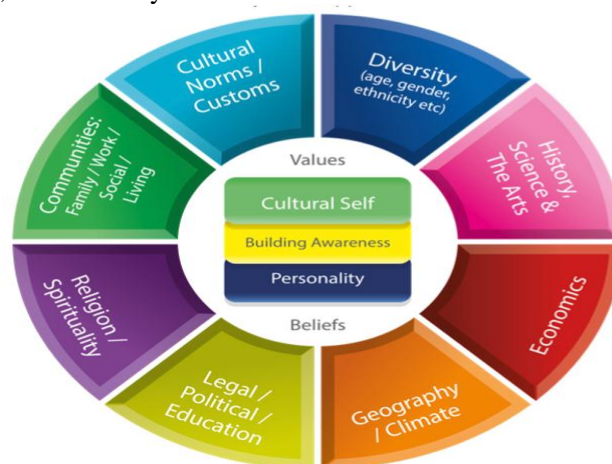 Cultural
Norms /
Customs
Diversity
(age, gender,
ethnicity etc)
History,
Science &
The Arts
Economics
Geography
/ Climate
Legal /
Political /
Education
Religion /
Spirituality
Communities:
Family / Work /
Social /
Living
Values
Cultural Self
Building Awareness
Personality
Beliefs